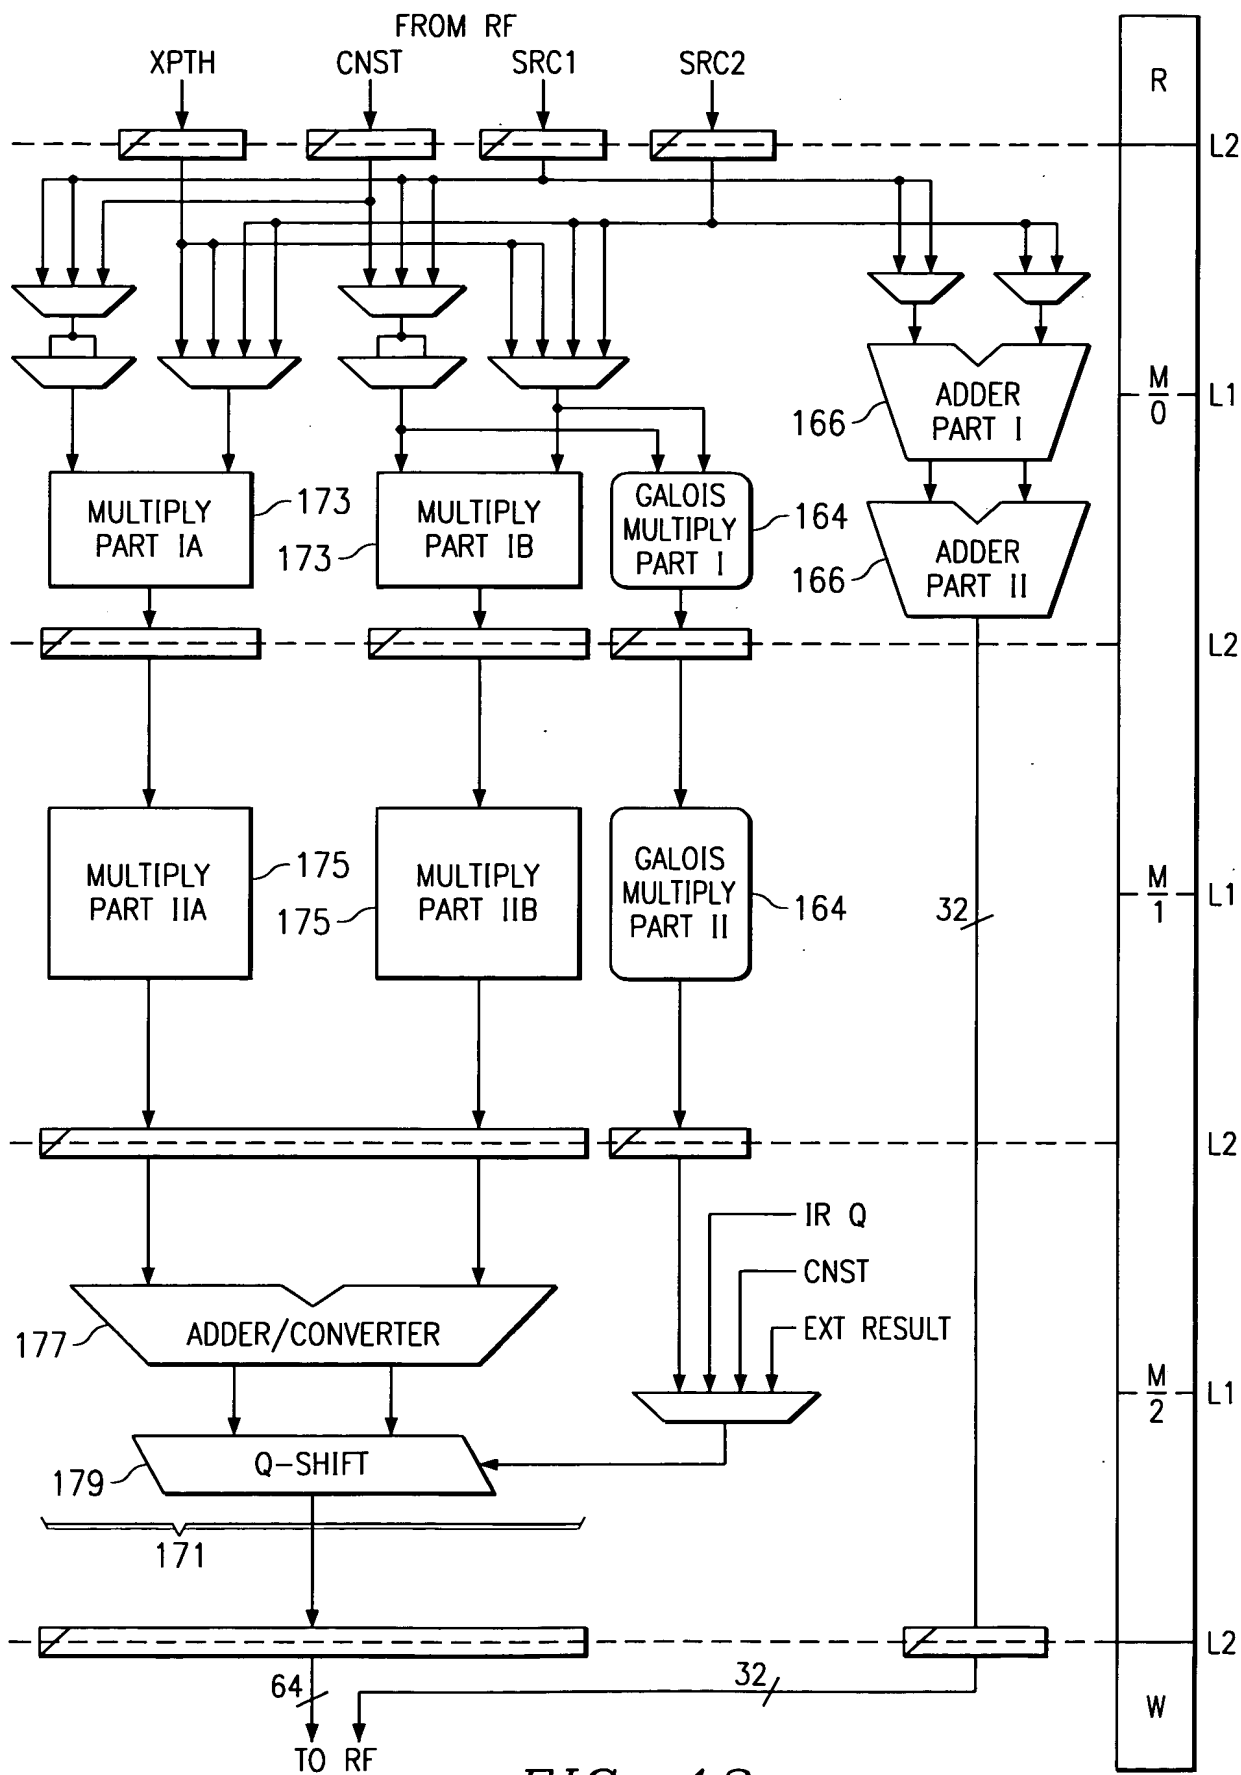 FROM RF
XPTH CNST SRC1 SRC2
R
L2
ADDER
PART I
166
M
0
L1
MULTIPLY
PART IA
173
MULTIPLY
PART IB
173
GALOIS
MULTIPLY
PART I
164
ADDER
PART II
166
L2
MULTIPLY
PART IIA
175
MULTIPLY
PART IIB
175
GALOIS
MULTIPLY
PART II
164
32
M
1
L1
L2
IR Q
CNST
EXT RESULT
177
ADDER/CONVERTER
M
2
L1
179
Q-SHIFT
171
L2
64
32
W
TO RF